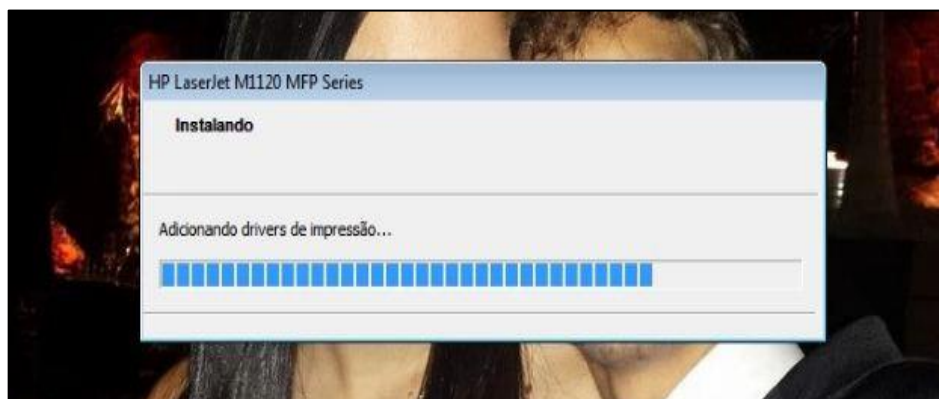 HP LaserJet M1120 MFP Series
Instalando
Adicionando drivers de impressão...